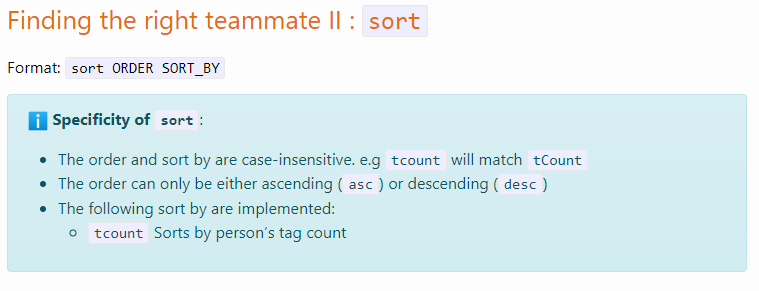 Finding the right teammate II : sort
Format: sort ORDER SORT_BY
Specificity of sort:
The order and sort by are case-insensitive. e.g tcount will match tCount
The order can only be either ascending (asc) or descending (desc)
The following sort by are implemented:
tcount Sorts by person's tag count